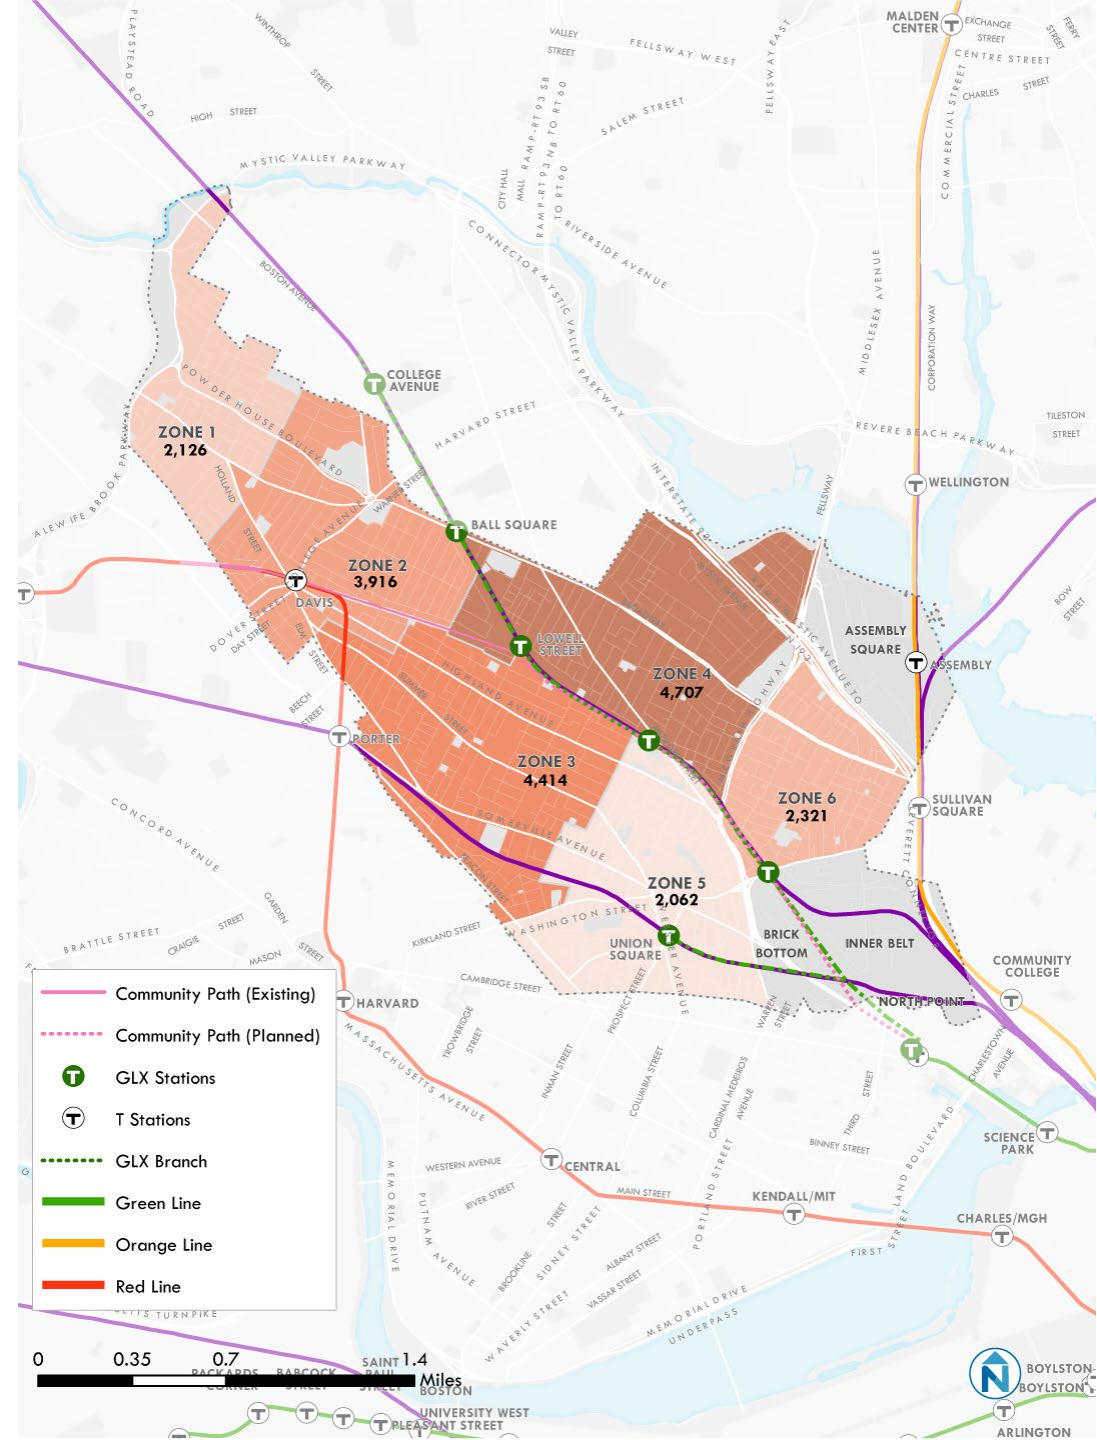 MALDEN
CENTER
EXCHANGE
STREET
FERRY
STREET
PLAYSTEAD ROAD
WINTHROP
STREET
VALLEY
STREET
FELLSWAY WEST
FELLSWAY EAST
CENTRE STREET
CHARLES STREET
COMMERCIAL STREET
HIGH STREET
SALEM STREET
RAMP-RT 93 SB
TO RT 60
RAMP-RT 93 NB TO RT 60
CITY HALL
MALL
MYSTIC VALLEY PARKWAY
CONNECTOR MYSTIC VALLEY PARKWAY
RIVERSIDE AVENUE
MIDDLESEX AVENUE
CORPORATION WAY
BOSTON AVENUE
COLLEGE
AVENUE
POWDER HOUSE BOULEVARD
HARVARD STREET
TILESTON
STREET
REVERE BEACH PARKWAY
ZONE 1
2,126
ALEWIFE BROOK PARKWAY
HOLLAND
STREET
WARNER STREET
INTERSTATE 93
FELLSWAY
WELLINGTON
BALL SQUARE
ZONE 2
3,916
DAVIS
DOVER STREET
DAY STREET
ELM
STREET
BOW
STREET
ASSEMBLY
SQUARE
ASSEMBLY
LOWELL
STREET
ZONE 4
4,707
BEECH
STREET
SUMMER
STREET
HIGHLAND AVENUE
PORTER
ZONE 3
4,414
ZONE 6
2,321
SULLIVAN
SQUARE
CONCORD AVENUE
SOMERVILLE AVENUE
BEACON STREET
ZONE 5
2,062
WASHINGTON STREET
UNION
SQUARE
BRICK
BOTTOM
INNER BELT
NORTH POINT
COMMUNITY
COLLEGE
BRATTLE STREET
CRAIGIE STREET
GARDEN
STREET
MASON
KIRKLAND STREET
CAMBRIDGE STREET
PROSPECT STREET
WARREN
STREET
CHARLESTOWN
AVENUE
HARVARD
MASSACHUSETTS AVENUE
TROWBRIDGE
STREET
INMAN STREET
COLUMBIA STREET
CARDINAL MEDEIROS
AVENUE
THIRD STREET
BINNEY STREET
LAND BOULEVARD
SCIENCE
PARK
CENTRAL
WESTERN AVENUE
RIVER STREET
MAIN STREET
KENDALL/MIT
CHARLES/MGH
FIRST STREET
PORTLAND STREET
MEMORIAL DRIVE
PUTNAM AVENUE
BROOKLINE
STREET
SIDNEY STREET
ALBANY STREET
VASSAR STREET
WAVERLY STREET
MEMORIAL DRIVE
UNDERPASS
Community Path (Existing)
Community Path (Planned)
GLX Stations
T Stations
GLX Branch
Green Line
Orange Line
Red Line
TURNPIKE
0 0.35 0.7 1.4
Miles
PACKARDS
CORNER
BABCOCK
STREET
SAINT
PAUL
STREET
BOSTON
UNIVERSITY WEST
PLEASANT STREET
N
BOYLSTON
BOYLSTON
ARLINGTON